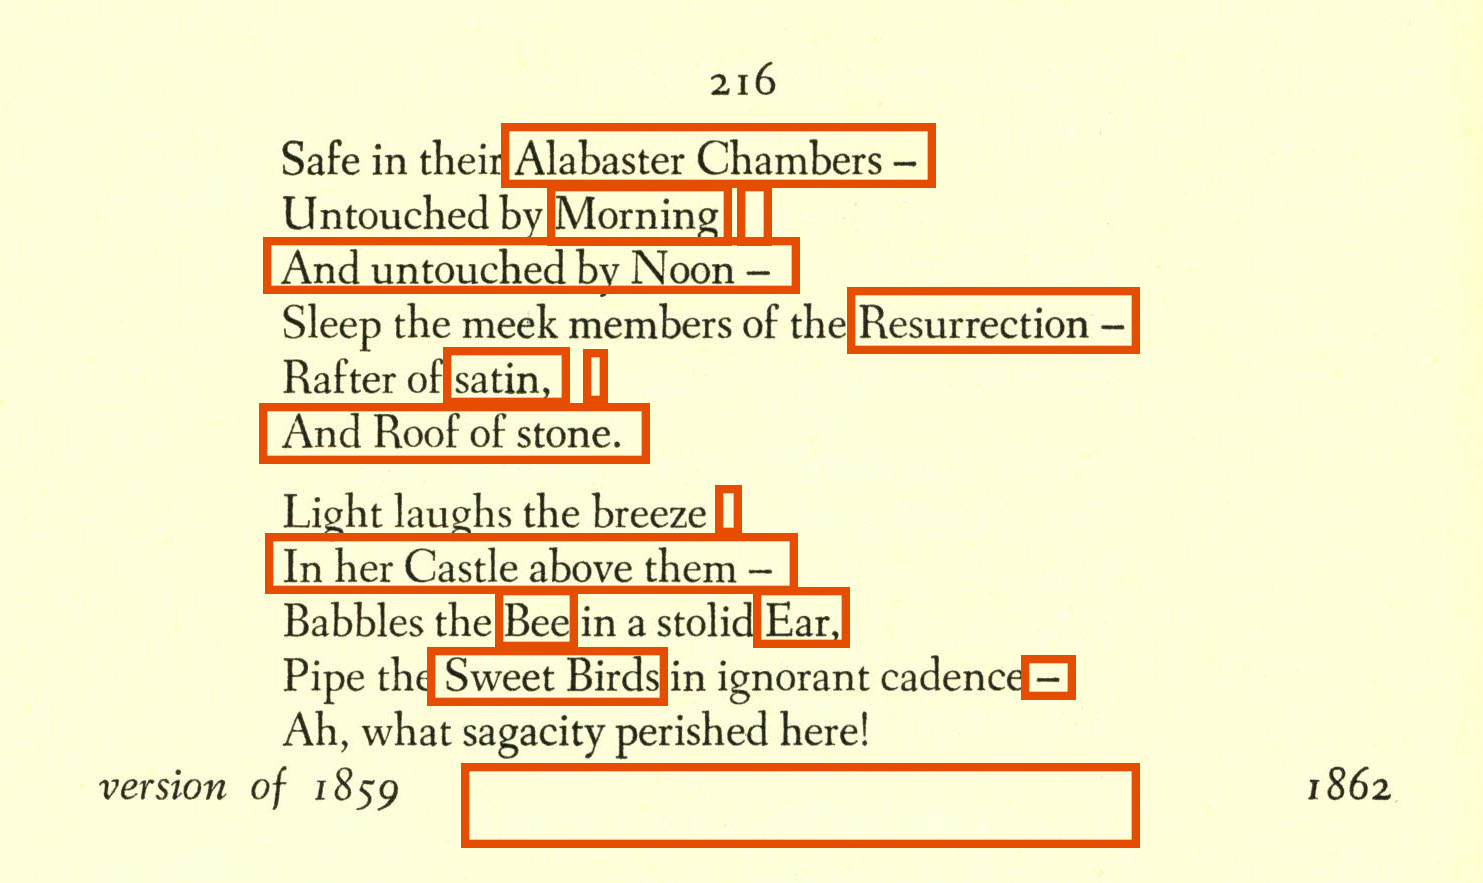 216
Safe in their Alabaster Chambers –
Untouched by Morning
And untouched by Noon –
Sleep the meek members of the Resurrection –
Rafter of satin,
And Roof of stone.
Light laughs the breeze
In her Castle above them –
Babbles the Bee in a stolid Ear,
Pipe the Sweet Birds in ignorant cadence –
Ah, what sagacity perished here!
version of 1859 1862